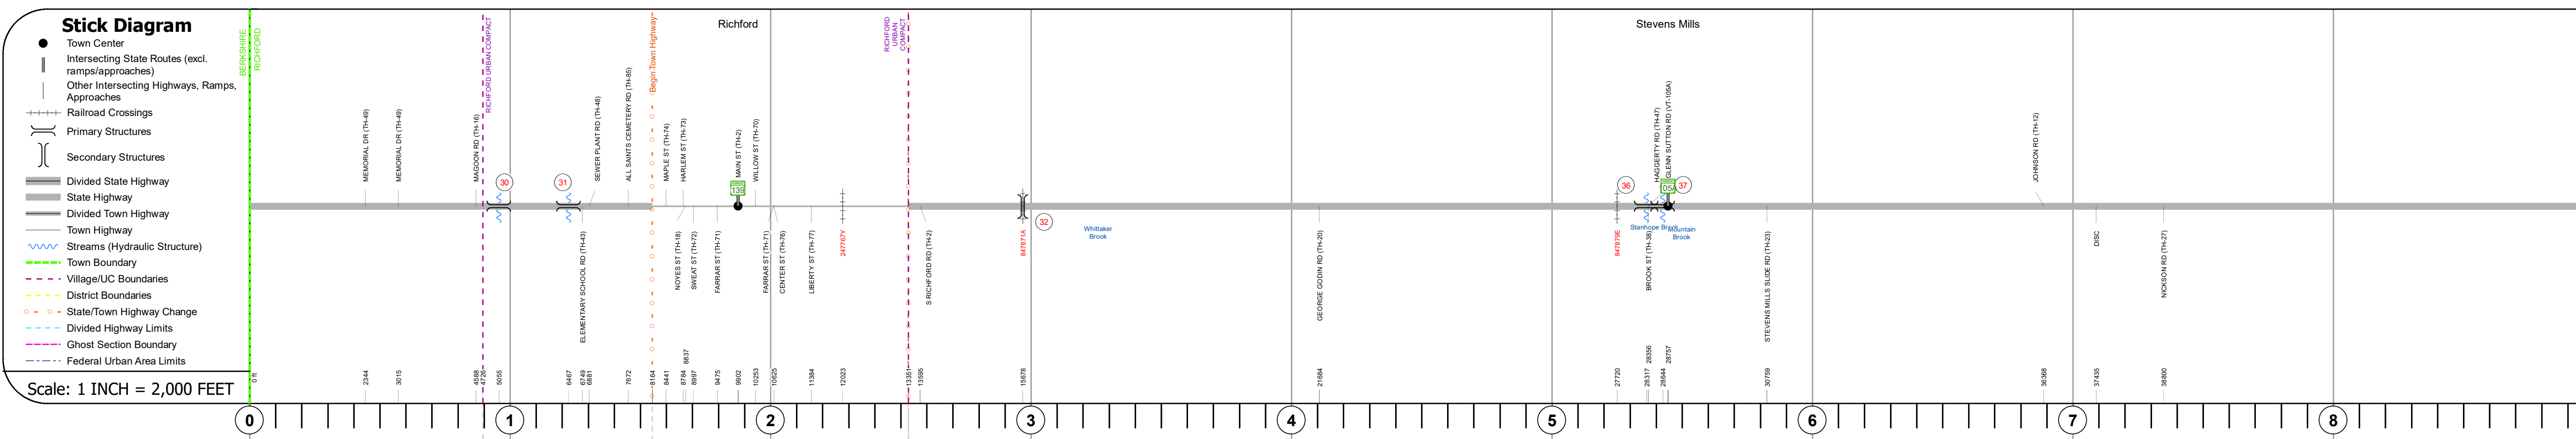 Stick Diagram
Town Center
Intersecting State Routes (excl.
ramps/approaches)
Other Intersecting Highways, Ramps,
Approaches
Railroad Crossings
Primary Structures
Secondary Structures
Divided State Highway
State Highway
Divided Town Highway
Town Highway
Streams (Hydraulic Structure)
Town Boundary
Village/UC Boundaries
District Boundaries
State/Town Highway Change
Divided Highway Limits
Ghost Section Boundary
Federal Urban Area Limits
Scale: 1 INCH = 2,000 FEET
BERKSHIRE
RICHFORD
RICHFORD URBAN COMPACT
Begin Town Highway
Richford
RICHFORD
URBAN
COMPACT
Stevens Mills
MEMORIAL DR (TH-49)
MEMORIAL DR (TH-49)
MAGOON RD (TH-16)
SEWER PLANT RD (TH-48)
ALL SAINTS CEMETERY RD (TH-85)
MAPLE ST (TH-74)
HARLEM ST (TH-73)
MAIN ST (TH-2)
WILLOW ST (TH-70)
HAGGERTY RD (TH-47)
GLENN SUTTON RD (VT-105A)
JOHNSON RD (TH-12)
30
31
139
32
36
105A
37
ELEMENTARY SCHOOL RD (TH-43)
NOYES ST (TH-18)
SWEAT ST (TH-72)
FARRAR ST (TH-71)
FARRAR ST (TH-71)
CENTER ST (TH-76)
LIBERTY ST (TH-77)
247767Y
S RICHFORD RD (TH-2)
847871A
Whittaker
Brook
GEORGE GODIN RD (TH-20)
847879E
Stanhope Brook
BROOK ST (TH-38)
Mountain
Brook
STEVENS MILLS SLIDE RD (TH-23)
DISC
NICKSON RD (TH-27)
0 ft
2344
3015
4588
4726
5055
6467
6749
6881
7672
8164
8441
8784
8837
8997
9475
9902
10253
10625
11384
12023
13351
13595
15678
21684
27720
28317
28356
28644
28757
30759
36368
37435
38800
0
1
2
3
4
5
6
7
8